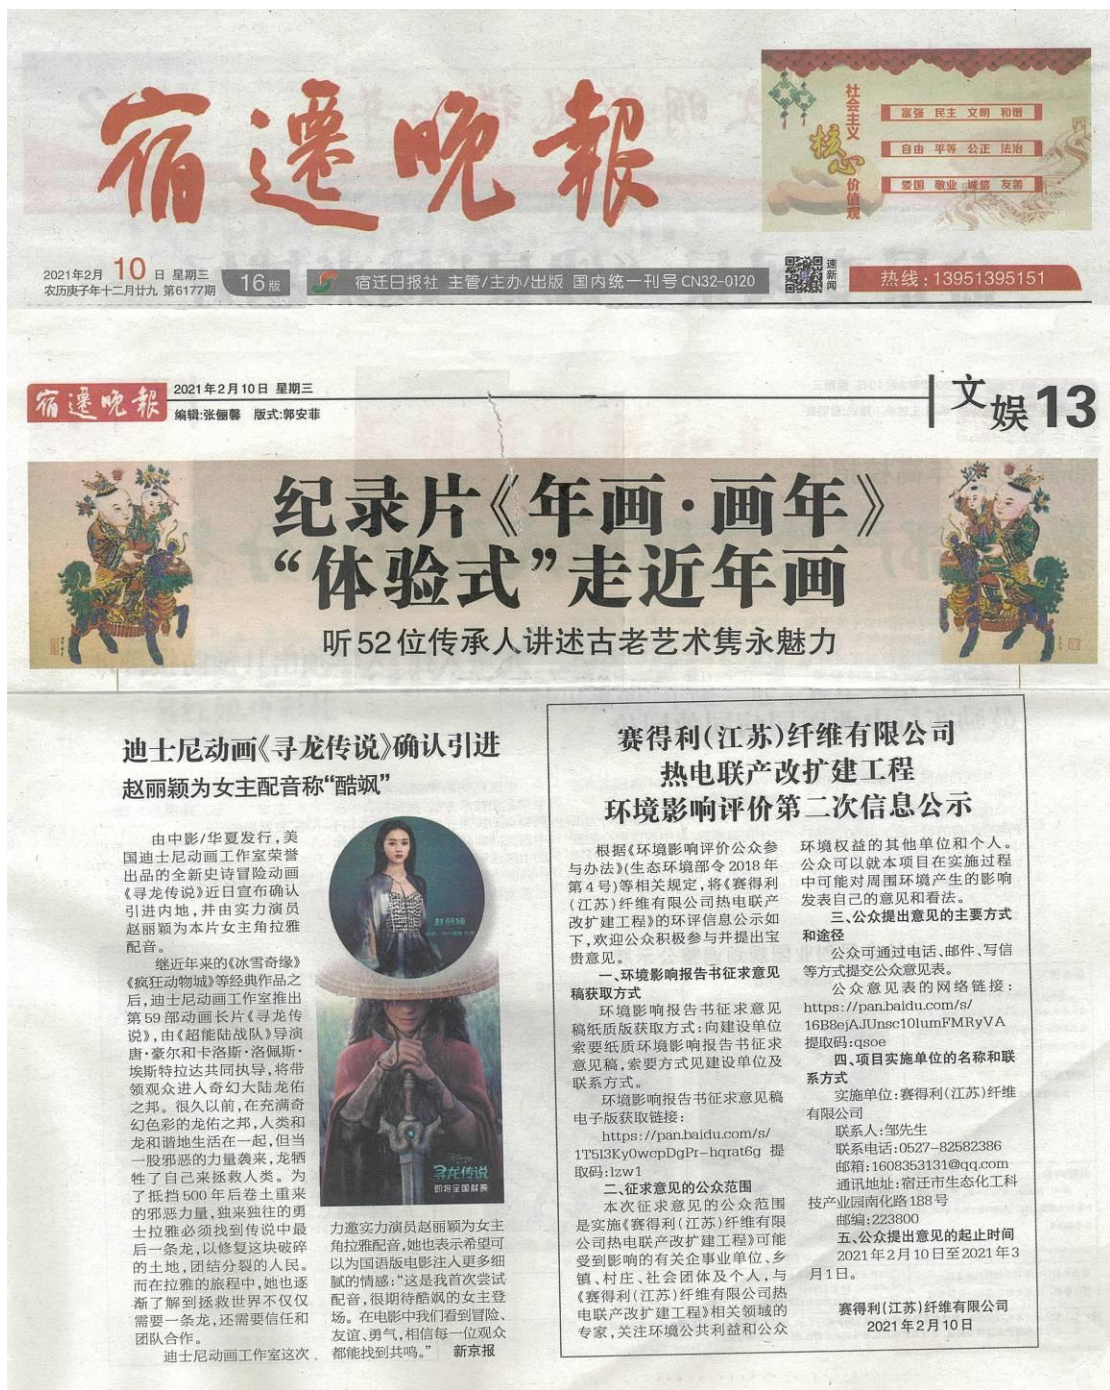 宿遷晚報
社会主义
核心
价值观
富强 民主 文明 和谐
自由 平等 公正 法治
爱国 敬业 诚信 友善
2021年2月10日 星期三
农历庚子年十二月廿九 第6177期
16版
宿迁日报社 主管/主办/出版 国内统一刊号CN32-0120
速新闻
热线:13951395151
宿遷晚報
2021年2月10日 星期三
编辑:张俪馨 版式:郭安菲
文娱 13
纪录片《年画·画年》
“体验式”走近年画
听52位传承人讲述古老艺术隽永魅力
迪士尼动画《寻龙传说》确认引进
赵丽颖为女主配音称“酷飒”
由中影/华夏发行,美
国迪士尼动画工作室荣誉
出品的全新史诗冒险动画
《寻龙传说》近日宣布确认
引进内地,并由实力演员
赵丽颖为本片女主角拉雅
配音。
继近年来的《冰雪奇缘》
《疯狂动物城》等经典作品之
后,迪士尼动画工作室推出
第59部动画长片《寻龙传
说》,由《超能陆战队》导演
唐·豪尔和卡洛斯·洛佩斯·
埃斯特拉达共同执导,将带
领观众进入奇幻大陆龙佑
之邦。很久以前,在充满奇
幻色彩的龙佑之邦,人类和
龙和谐地生活在一起,但当
一股邪恶的力量袭来,龙牺
牲了自己来拯救人类。为
了抵挡500年后卷土重来
的邪恶力量,独来独往的勇
士拉雅必须找到传说中最
后一条龙,以修复这块破碎
的土地,团结分裂的人民。
而在拉雅的旅程中,她也逐
渐了解到拯救世界不仅仅
需要一条龙,还需要信任和
团队合作。
迪士尼动画工作室这次
赵丽颖
Disney
寻龙传说
即将全国献映
力邀实力演员赵丽颖为女主
角拉雅配音,她也表示希望可
以为国语版电影注入更多细
腻的情感:“这是我首次尝试
配音,很期待酷飒的女主登
场。在电影中我们看到冒险、
友谊、勇气,相信每一位观众
都能找到共鸣。” 新京报
赛得利(江苏)纤维有限公司
热电联产改扩建工程
环境影响评价第二次信息公示
根据《环境影响评价公众参
与办法》(生态环境部令2018年
第4号)等相关规定,将《赛得利
(江苏)纤维有限公司热电联产
改扩建工程》的环评信息公示如
下,欢迎公众积极参与并提出宝
贵意见。
一、环境影响报告书征求意见
稿获取方式
环境影响报告书征求意见
稿纸质版获取方式:向建设单位
索要纸质环境影响报告书征求
意见稿,索要方式见建设单位及
联系方式。
环境影响报告书征求意见稿
电子版获取链接:
https://pan.baidu.com/s/
1T5I3Ky0wcpDgPr-hqrat6g 提
取码:lzw1
二、征求意见的公众范围
本次征求意见的公众范围
是实施《赛得利(江苏)纤维有限
公司热电联产改扩建工程》可能
受到影响的有关企事业单位、乡
镇、村庄、社会团体及个人,与
《赛得利(江苏)纤维有限公司热
电联产改扩建工程》相关领域的
专家,关注环境公共利益和公众
环境权益的其他单位和个人。
公众可以就本项目在实施过程
中可能对周围环境产生的影响
发表自己的意见和看法。
三、公众提出意见的主要方式
和途径
公众可通过电话、邮件、写信
等方式提交公众意见表。
公众意见表的网络链接:
https://pan.baidu.com/s/
16B8ejAJUnsc10lumFMRyVA
提取码:qsoe
四、项目实施单位的名称和联
系方式
实施单位:赛得利(江苏)纤维
有限公司
联系人:邹先生
联系电话:0527-82582386
邮箱:1608353131@qq.com
通讯地址:宿迁市生态化工科
技产业园南化路188号
邮编:223800
五、公众提出意见的起止时间
2021年2月10日至2021年3
月1日。
赛得利(江苏)纤维有限公司
2021年2月10日